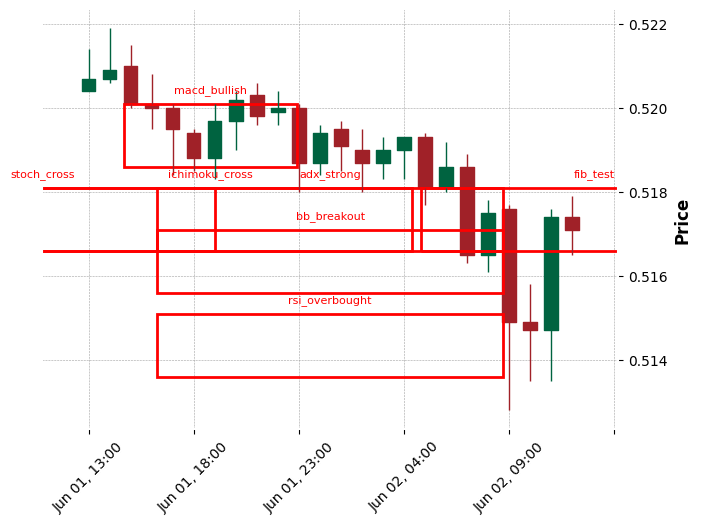 0.522
macd_bullish
0.520
stoch_cross ichimoku_cross adx_strong fib_test
0.518
bb_breakout
Price
0.516
rsi_overbought
0.514
Jun 01, 13:00 Jun 01, 18:00 Jun 01, 23:00 Jun 02, 04:00 Jun 02, 09:00